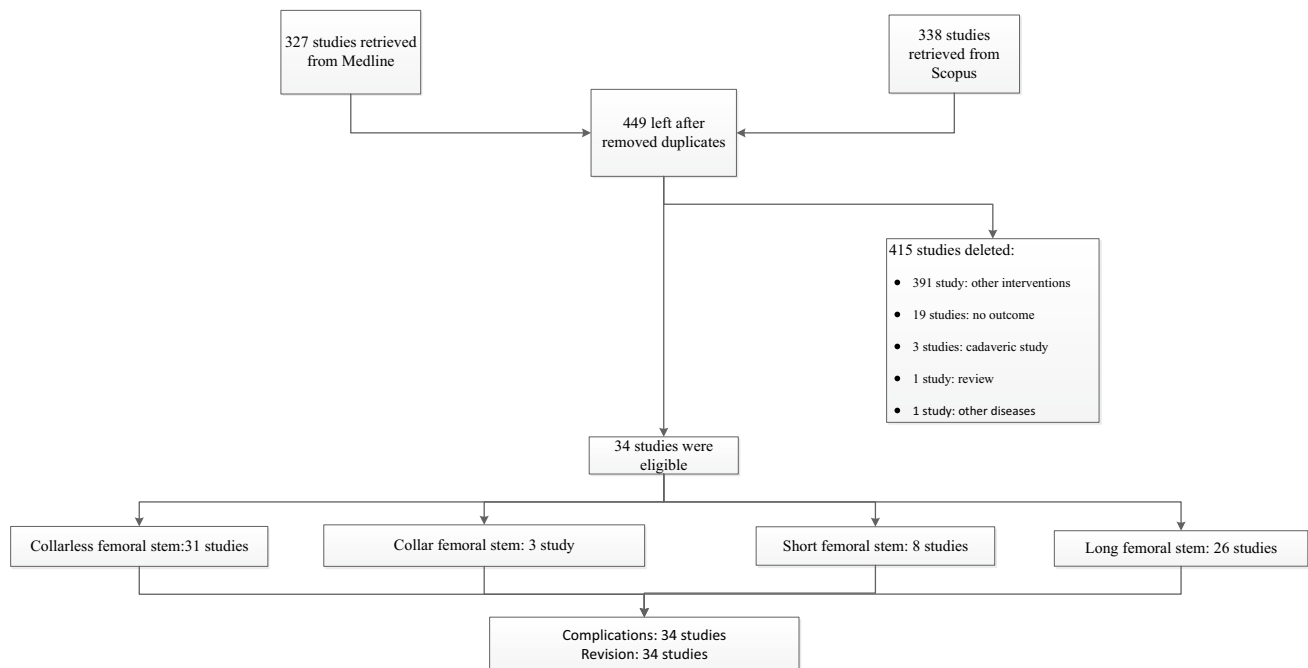 327 studies retrieved
from Medline
338 studies
retrieved from
Scopus
449 left after
removed duplicates
415 studies deleted:
• 391 study: other interventions
• 19 studies: no outcome
• 3 studies: cadaveric study
• 1 study: review
• 1 study: other diseases
34 studies were
eligible
Collarless femoral stem:31 studies
Collar femoral stem: 3 study
Short femoral stem: 8 studies
Long femoral stem: 26 studies
Complications: 34 studies
Revision: 34 studies